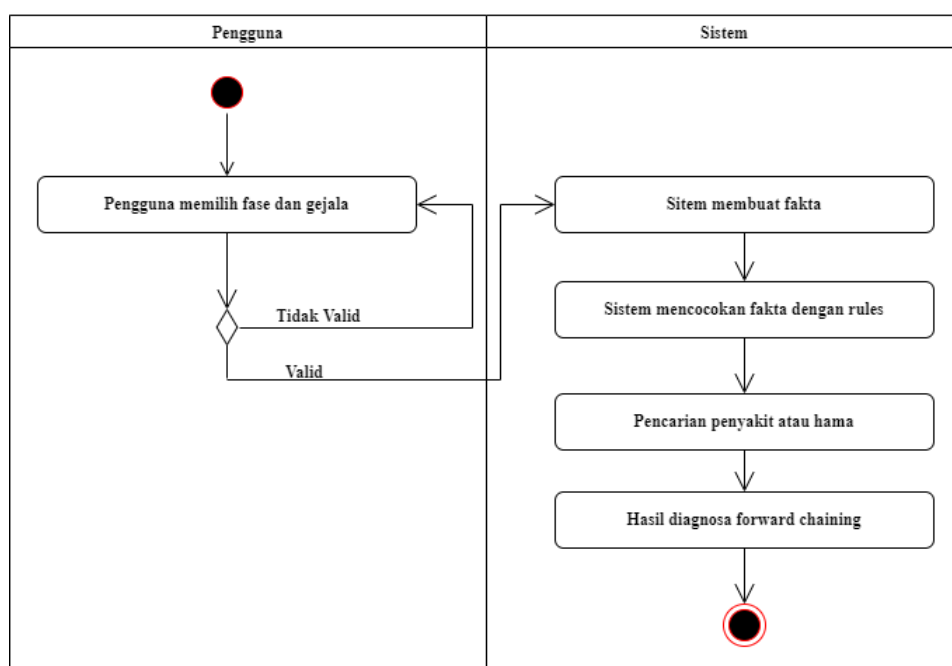 Pengguna
Sistem
Pengguna memilih fase dan gejala
Sitem membuat fakta
Tidak Valid
Sistem mencocokan fakta dengan rules
Valid
Pencarian penyakit atau hama
Hasil diagnosa forward chaining